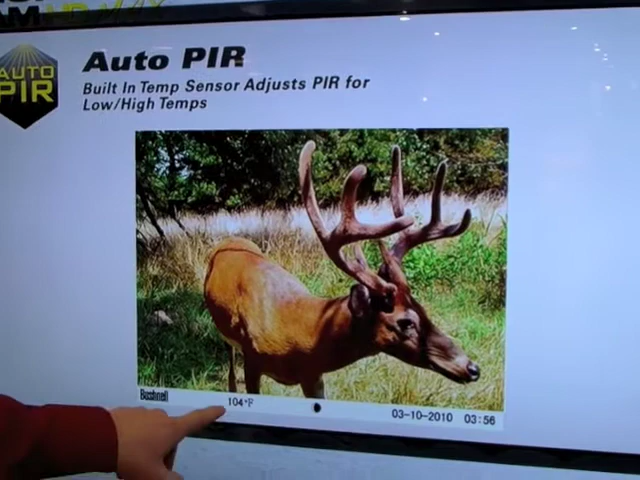 AUTO
PIR
Auto PIR
Built In Temp Sensor Adjusts PIR for
Low/High Temps
Bushnell
104°F
03-10-2010 03:56